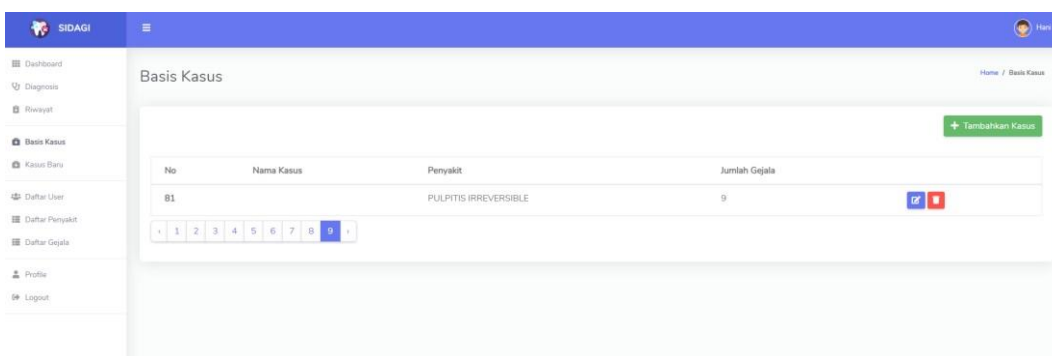 SIDAGI
Hani
Dashboard
Diagnosis
Riwayat
Basis Kasus
Kasus Baru
Daftar User
Daftar Penyakit
Daftar Gejala
Profile
Logout
Basis Kasus
Home / Basis Kasus
+ Tambahkan Kasus
No Nama Kasus Penyakit Jumlah Gejala
81 PULPITIS IRREVERSIBLE 9
‹ 1 2 3 4 5 6 7 8 9 ›